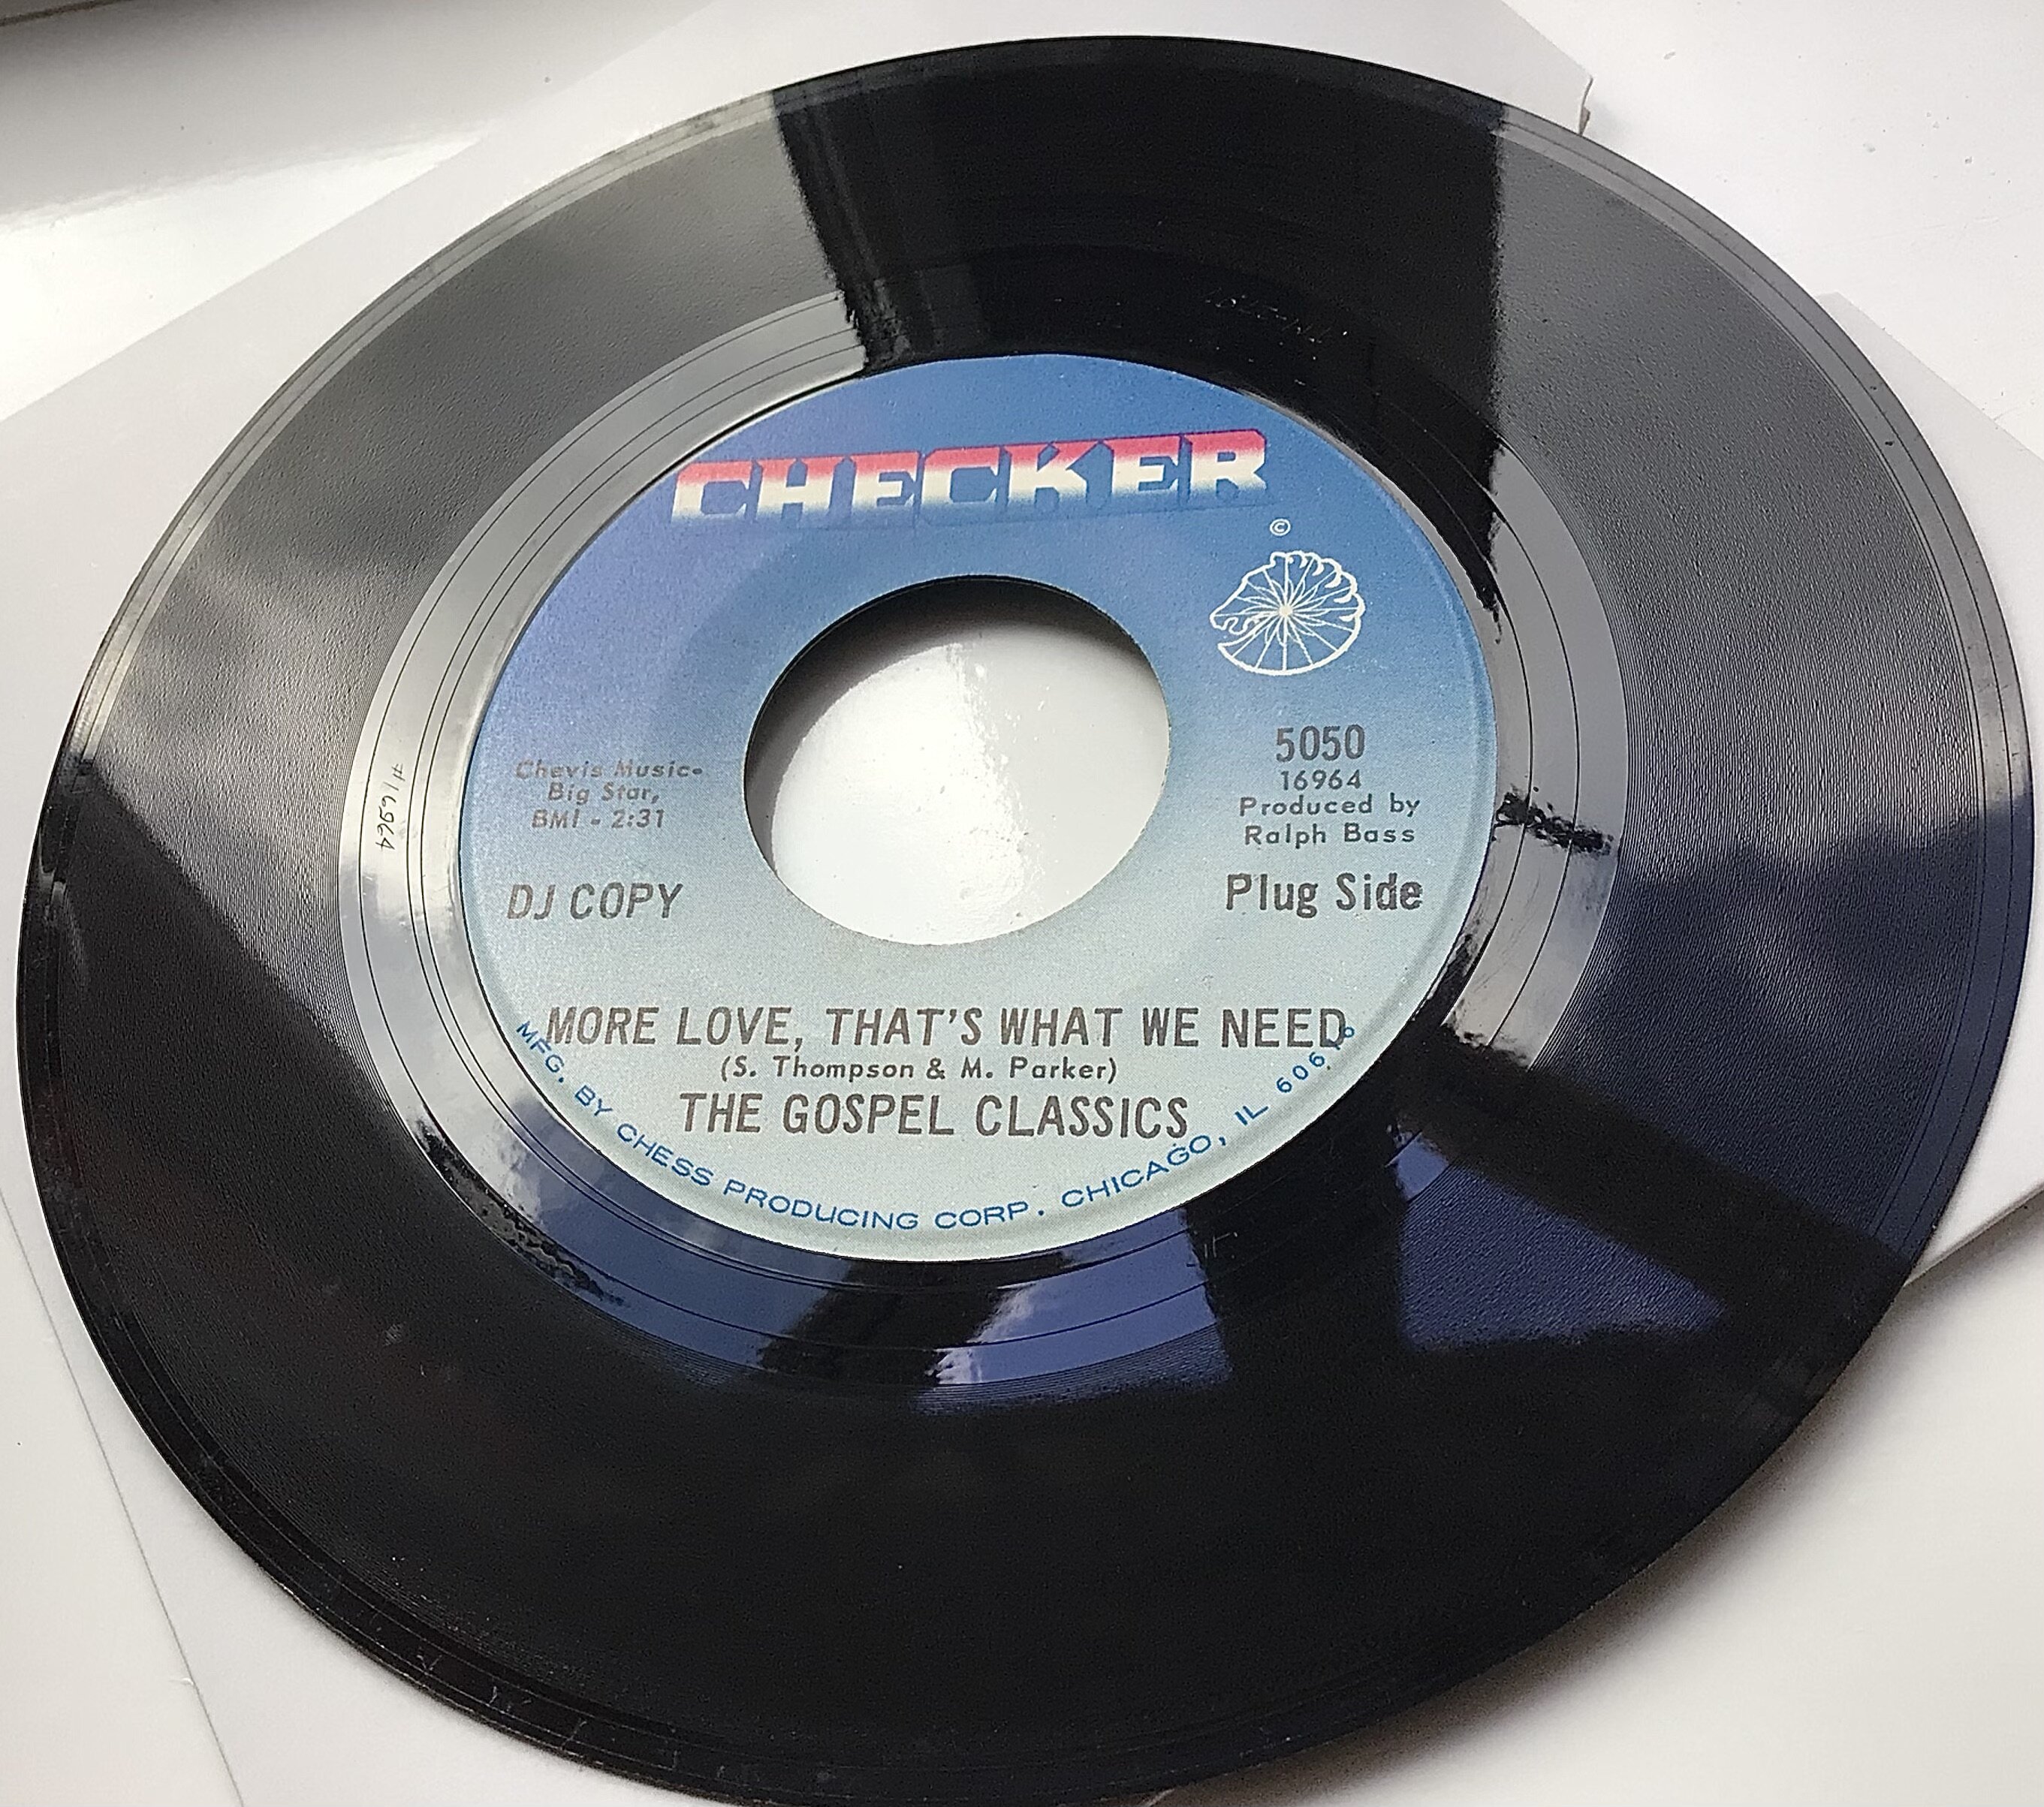 CHECKER
©
5050
16964
Produced by
Ralph Bass
Plug Side
Chevis Music-
Big Star,
BMI - 2:31
DJ COPY
MORE LOVE, THAT'S WHAT WE NEED
(S. Thompson & M. Parker)
THE GOSPEL CLASSICS
MFG. BY CHESS PRODUCING CORP. CHICAGO, IL
16964